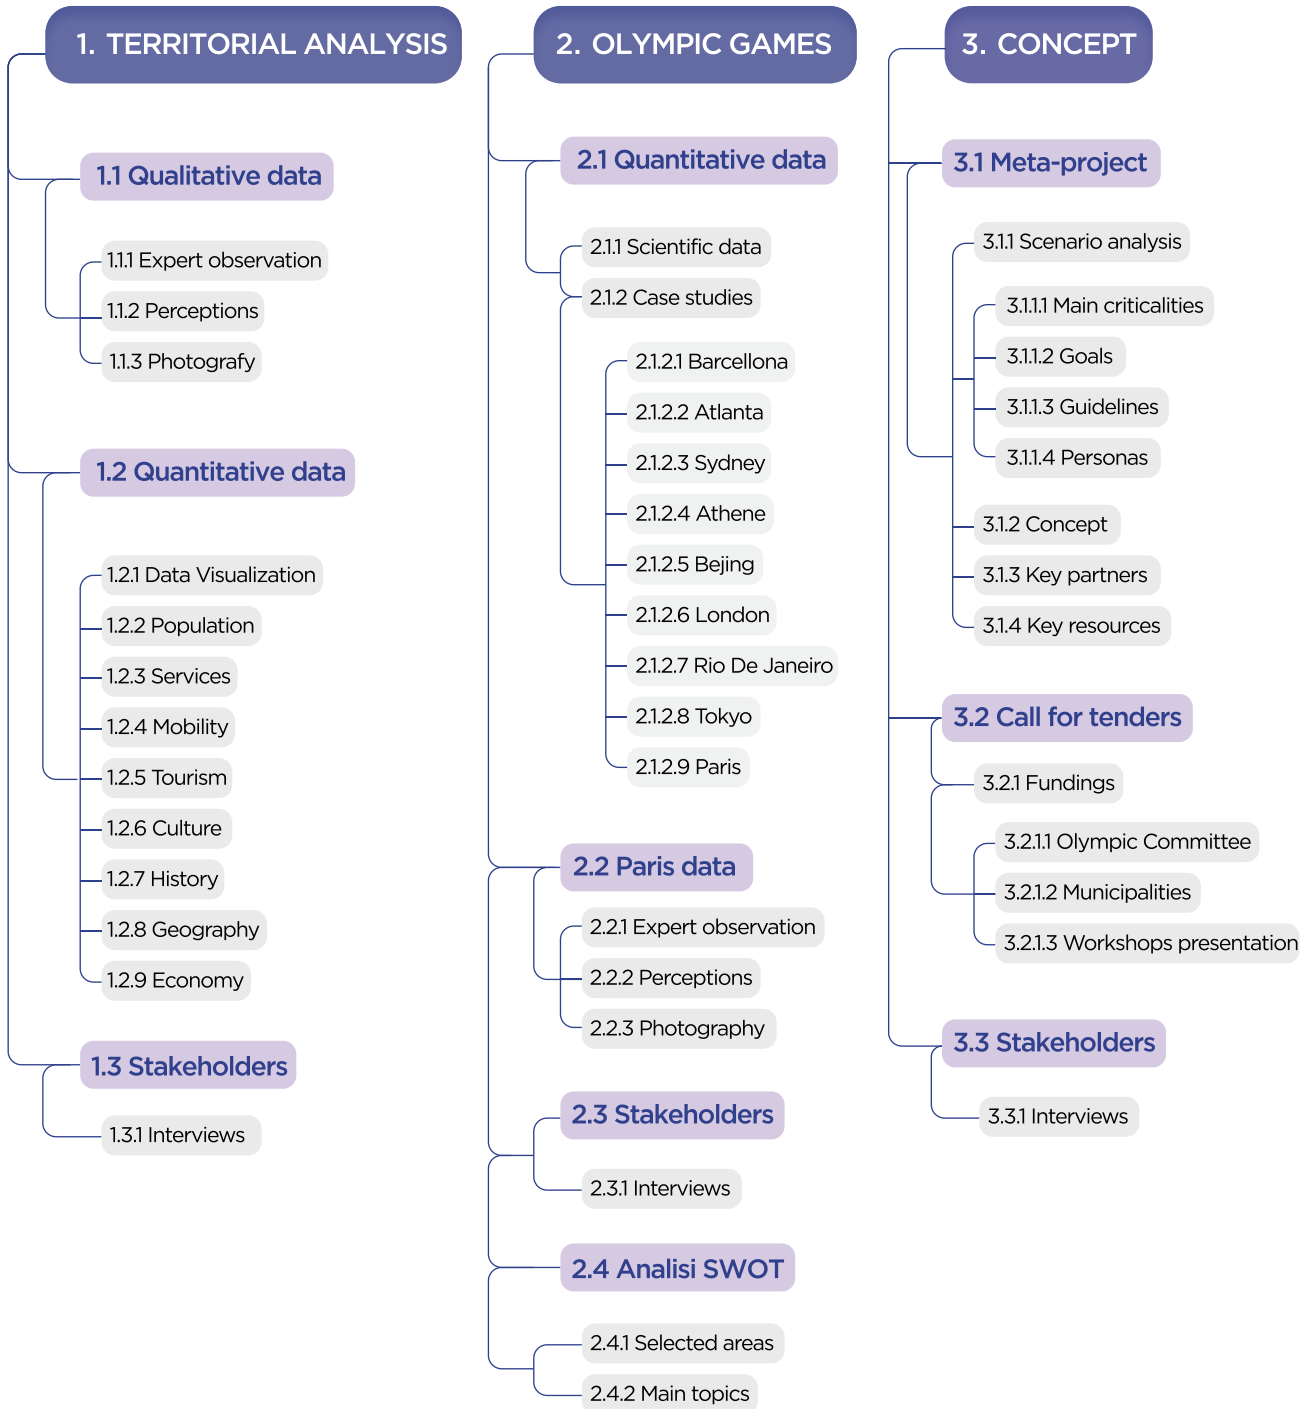 1. TERRITORIAL ANALYSIS
1.1 Qualitative data
1.1.1 Expert observation
1.1.2 Perceptions
1.1.3 Photografy
1.2 Quantitative data
1.2.1 Data Visualization
1.2.2 Population
1.2.3 Services
1.2.4 Mobility
1.2.5 Tourism
1.2.6 Culture
1.2.7 History
1.2.8 Geography
1.2.9 Economy
1.3 Stakeholders
1.3.1 Interviews
2. OLYMPIC GAMES
2.1 Quantitative data
2.1.1 Scientific data
2.1.2 Case studies
2.1.2.1 Barcellona
2.1.2.2 Atlanta
2.1.2.3 Sydney
2.1.2.4 Athene
2.1.2.5 Bejing
2.1.2.6 London
2.1.2.7 Rio De Janeiro
2.1.2.8 Tokyo
2.1.2.9 Paris
2.2 Paris data
2.2.1 Expert observation
2.2.2 Perceptions
2.2.3 Photography
2.3 Stakeholders
2.3.1 Interviews
2.4 Analisi SWOT
2.4.1 Selected areas
2.4.2 Main topics
3. CONCEPT
3.1 Meta-project
3.1.1 Scenario analysis
3.1.1.1 Main criticalities
3.1.1.2 Goals
3.1.1.3 Guidelines
3.1.1.4 Personas
3.1.2 Concept
3.1.3 Key partners
3.1.4 Key resources
3.2 Call for tenders
3.2.1 Fundings
3.2.1.1 Olympic Committee
3.2.1.2 Municipalities
3.2.1.3 Workshops presentation
3.3 Stakeholders
3.3.1 Interviews